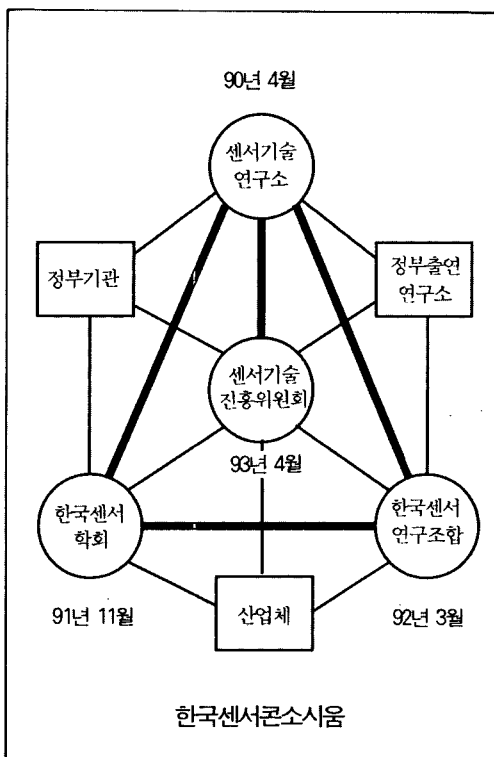 90년 4월
센서기술
연구소
정부기관
정부출연
연구소
센서기술
진흥위원회
93년 4월
한국센서
학회
한국센서
연구조합
91년 11월
산업체
92년 3월
한국센서콘소시움